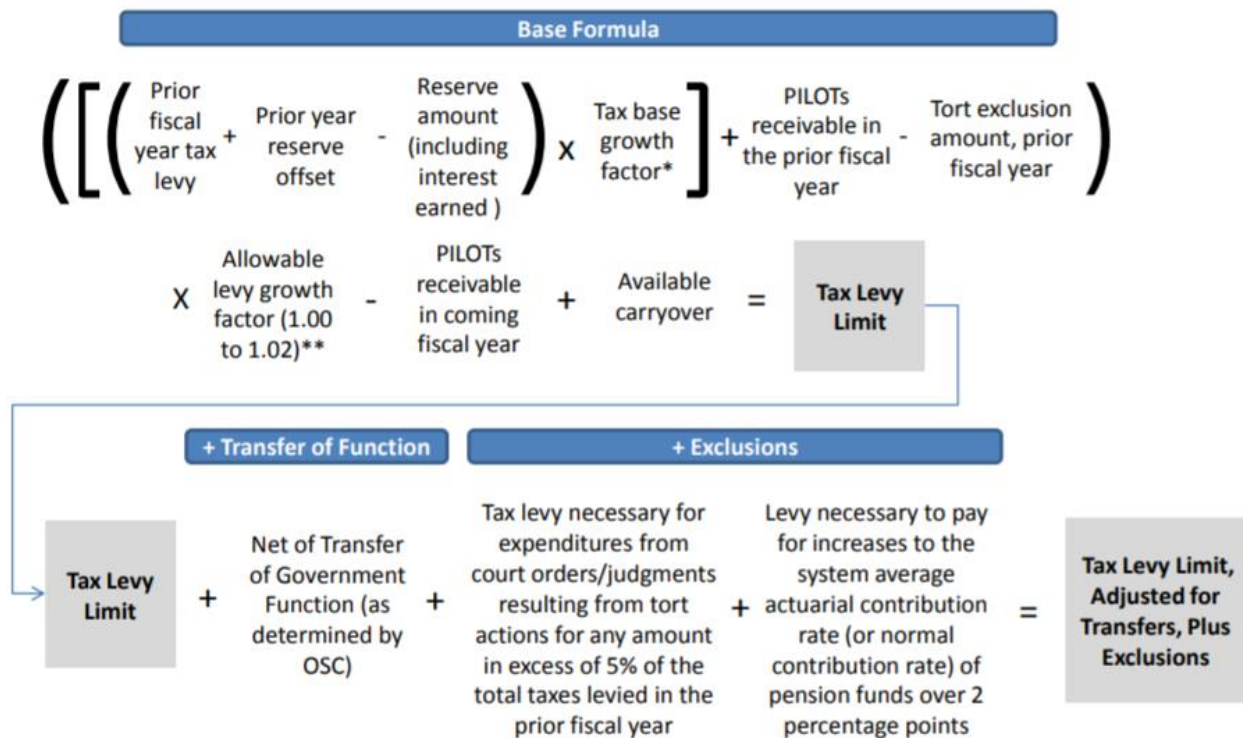 Base Formula
( [ (
Prior
fiscal
year tax
levy
+
Prior year
reserve
offset
-
Reserve
amount
(including
interest
earned )
)
X
Tax base
growth
factor*
]
+
PILOTs
receivable in
the prior fiscal
year
-
Tort exclusion
amount, prior
fiscal year
)
X
Allowable
levy growth
factor (1.00
to 1.02)**
-
PILOTs
receivable
in coming
fiscal year
+
Available
carryover
=
Tax Levy
Limit
+ Transfer of Function
+ Exclusions
Tax Levy
Limit
+
Net of Transfer
of Government
Function (as
determined by
OSC)
+
Tax levy necessary for
expenditures from
court orders/judgments
resulting from tort
actions for any amount
in excess of 5% of the
total taxes levied in the
prior fiscal year
+
Levy necessary to pay
for increases to the
system average
actuarial contribution
rate (or normal
contribution rate) of
pension funds over 2
percentage points
=
Tax Levy Limit,
Adjusted for
Transfers, Plus
Exclusions